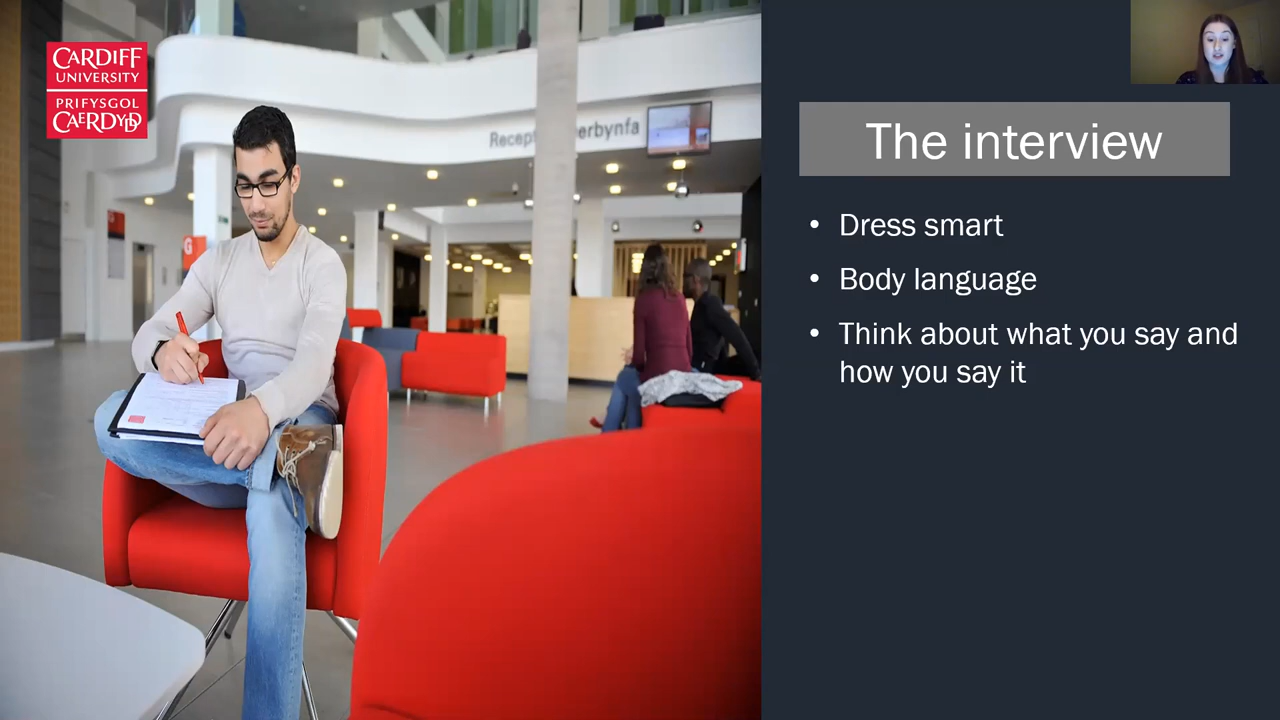 CARDIFF
UNIVERSITY
PRIFYSGOL
CAERDYDD
G
The interview
• Dress smart
• Body language
• Think about what you say and
how you say it